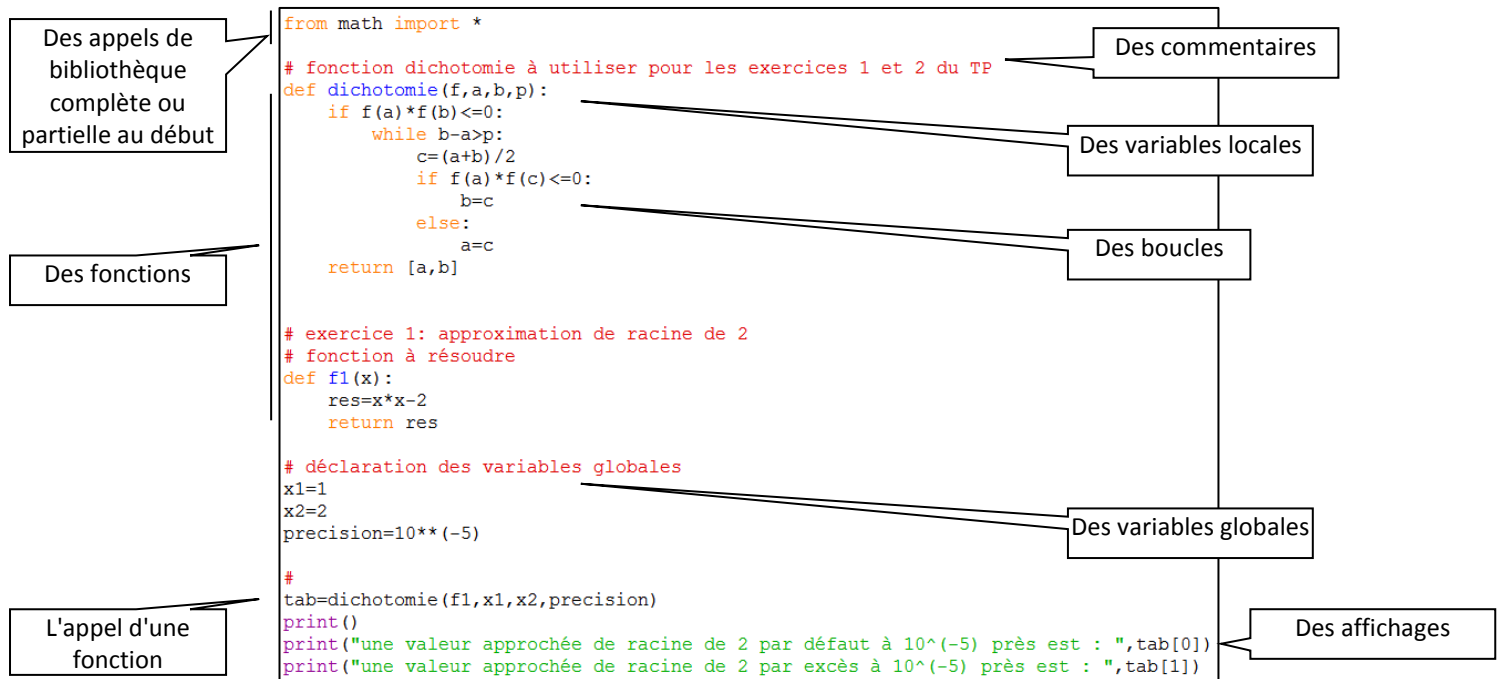 Des appels de
bibliothèque
complète ou
partielle au début
Des fonctions
L'appel d'une
fonction
from math import *
# fonction dichotomie à utiliser pour les exercices 1 et 2 du TP
def dichotomie(f,a,b,p):
    if f(a)*f(b)<=0:
        while b-a>p:
            c=(a+b)/2
            if f(a)*f(c)<=0:
                b=c
            else:
                a=c
    return [a,b]
# exercice 1: approximation de racine de 2
# fonction à résoudre
def f1(x):
    res=x*x-2
    return res
# déclaration des variables globales
x1=1
x2=2
precision=10**(-5)
#
tab=dichotomie(f1,x1,x2,precision)
print()
print("une valeur approchée de racine de 2 par défaut à 10^(-5) près est : ",tab[0])
print("une valeur approchée de racine de 2 par excès à 10^(-5) près est : ",tab[1])
Des commentaires
Des variables locales
Des boucles
Des variables globales
Des affichages